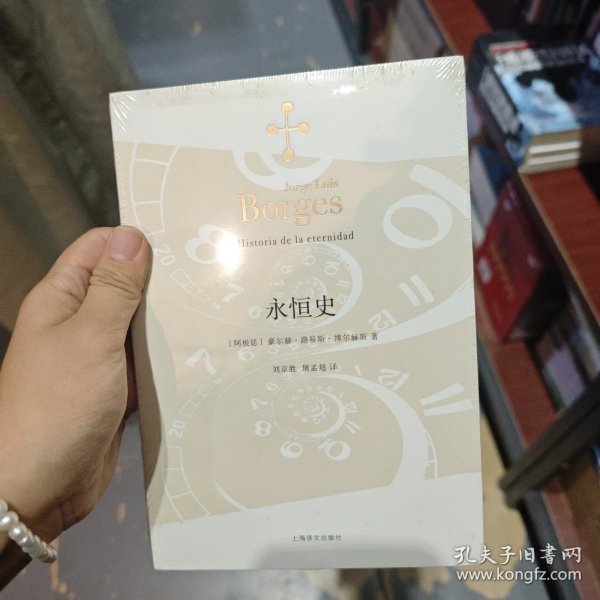 Jorge Luis
Borges
Historia de la eternidad
永恒史
[阿根廷] 豪尔赫·路易斯·博尔赫斯 著
刘京胜 屠孟超 译
上海译文出版社
孔夫子旧书网
www.kongfz.com